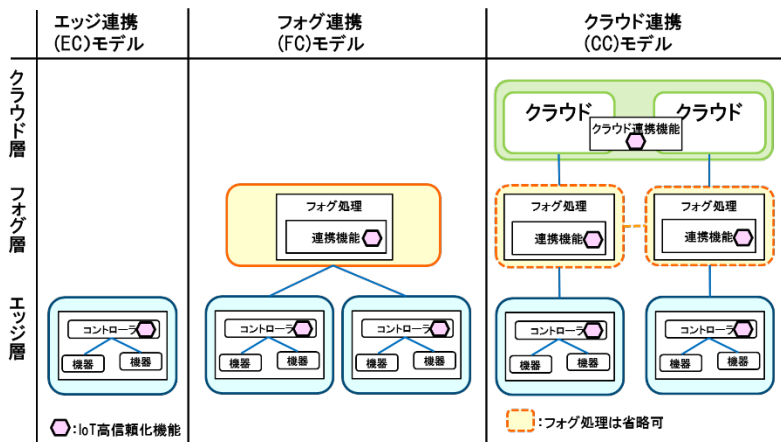 エッジ連携
(EC)モデル
フォグ連携
(FC)モデル
クラウド連携
(CC)モデル
クラウド層
クラウド
クラウド
クラウド連携機能
フォグ層
フォグ処理
連携機能
フォグ処理
連携機能
フォグ処理
連携機能
エッジ層
コントローラ
機器
機器
コントローラ
機器
機器
コントローラ
機器
機器
コントローラ
機器
機器
コントローラ
機器
機器
:IoT高信頼化機能
:フォグ処理は省略可